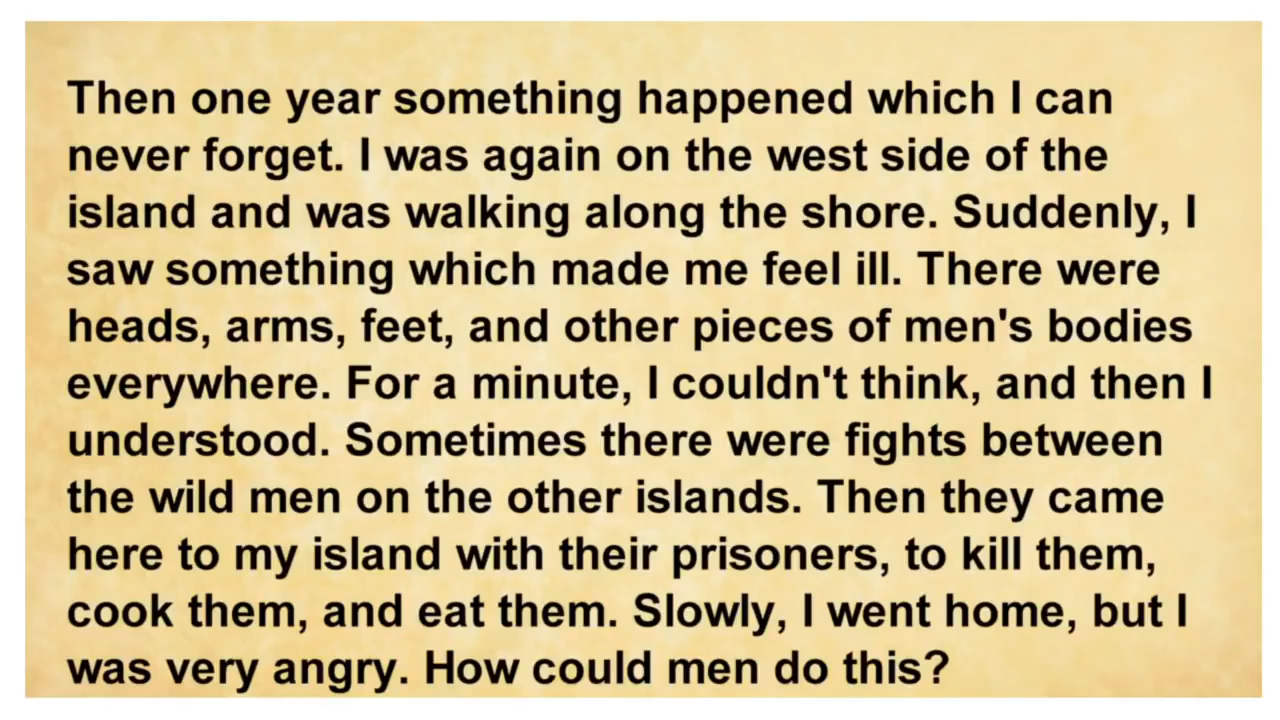 Then one year something happened which I can
never forget. I was again on the west side of the
island and was walking along the shore. Suddenly, I
saw something which made me feel ill. There were
heads, arms, feet, and other pieces of men's bodies
everywhere. For a minute, I couldn't think, and then I
understood. Sometimes there were fights between
the wild men on the other islands. Then they came
here to my island with their prisoners, to kill them,
cook them, and eat them. Slowly, I went home, but I
was very angry. How could men do this?